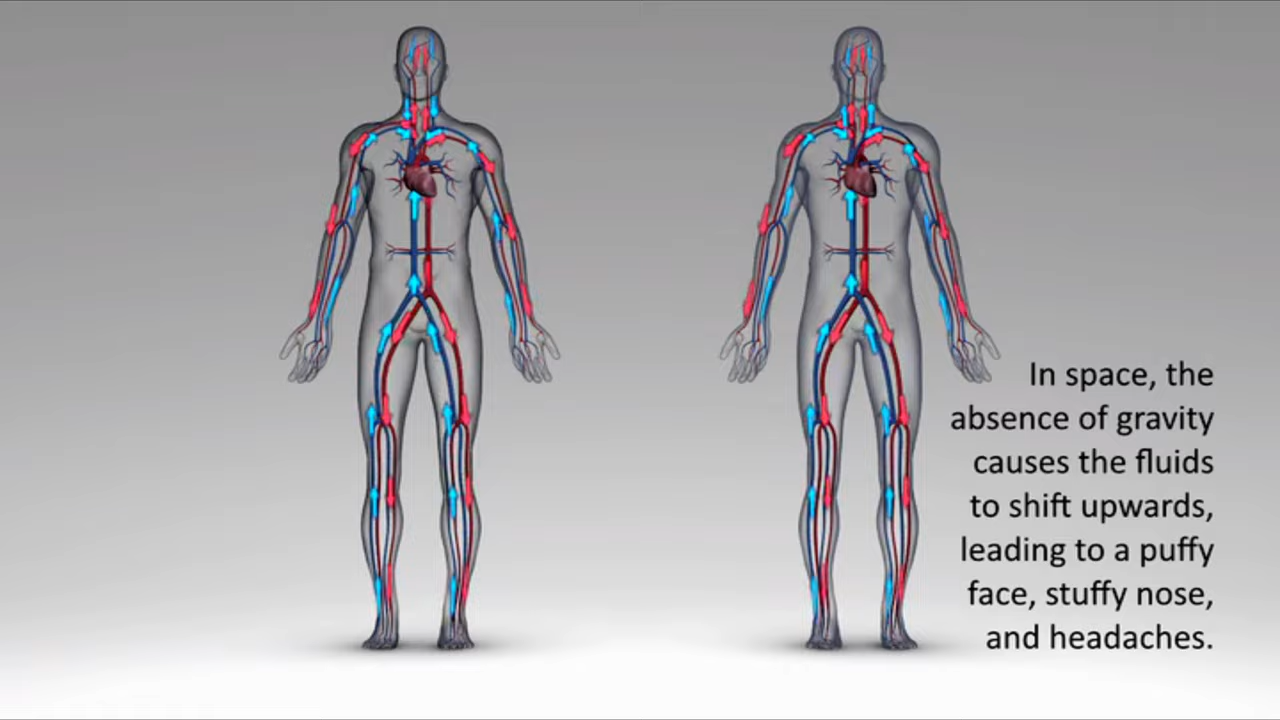 In space, the
absence of gravity
causes the fluids
to shift upwards,
leading to a puffy
face, stuffy nose,
and headaches.